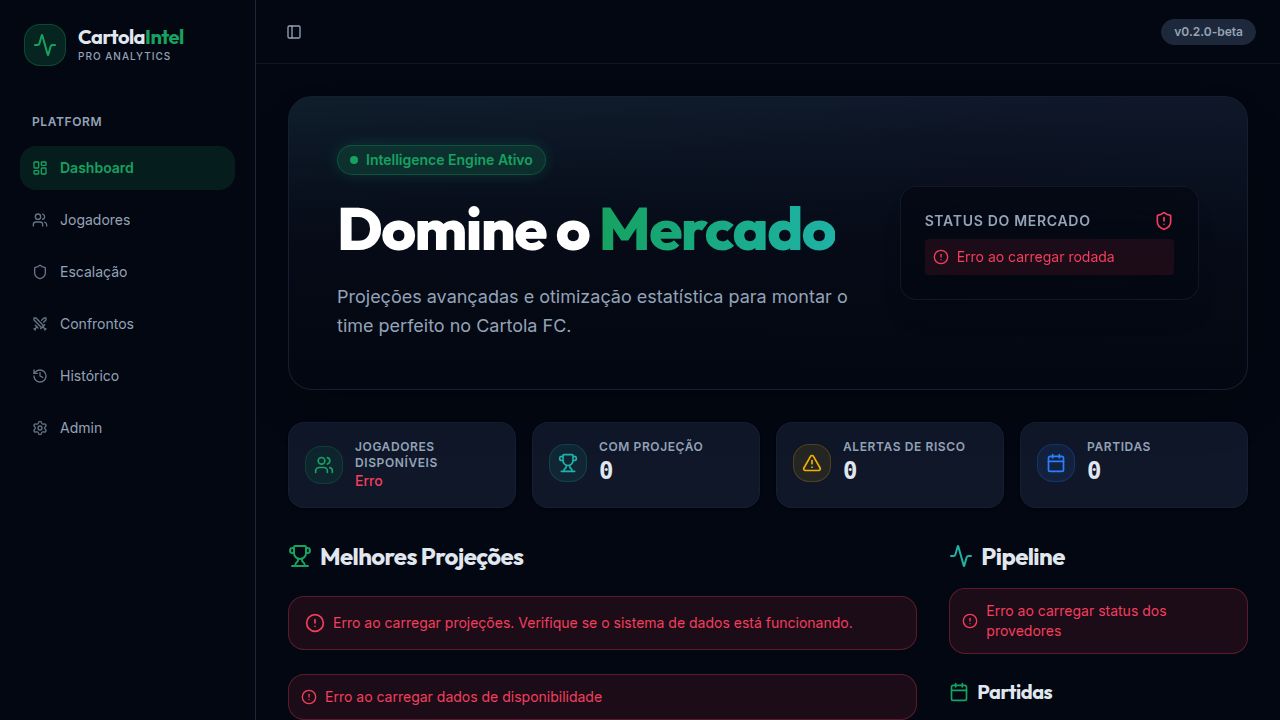 CartolaIntel
PRO ANALYTICS
PLATFORM
Dashboard
Jogadores
Escalação
Confrontos
Histórico
Admin
v0.2.0-beta
Intelligence Engine Ativo
Domine o Mercado
Projeções avançadas e otimização estatística para montar o
time perfeito no Cartola FC.
STATUS DO MERCADO
Erro ao carregar rodada
JOGADORES
DISPONÍVEIS
Erro
COM PROJEÇÃO
0
ALERTAS DE RISCO
0
PARTIDAS
0
Melhores Projeções
Erro ao carregar projeções. Verifique se o sistema de dados está funcionando.
Erro ao carregar dados de disponibilidade
Pipeline
Erro ao carregar status dos
provedores
Partidas